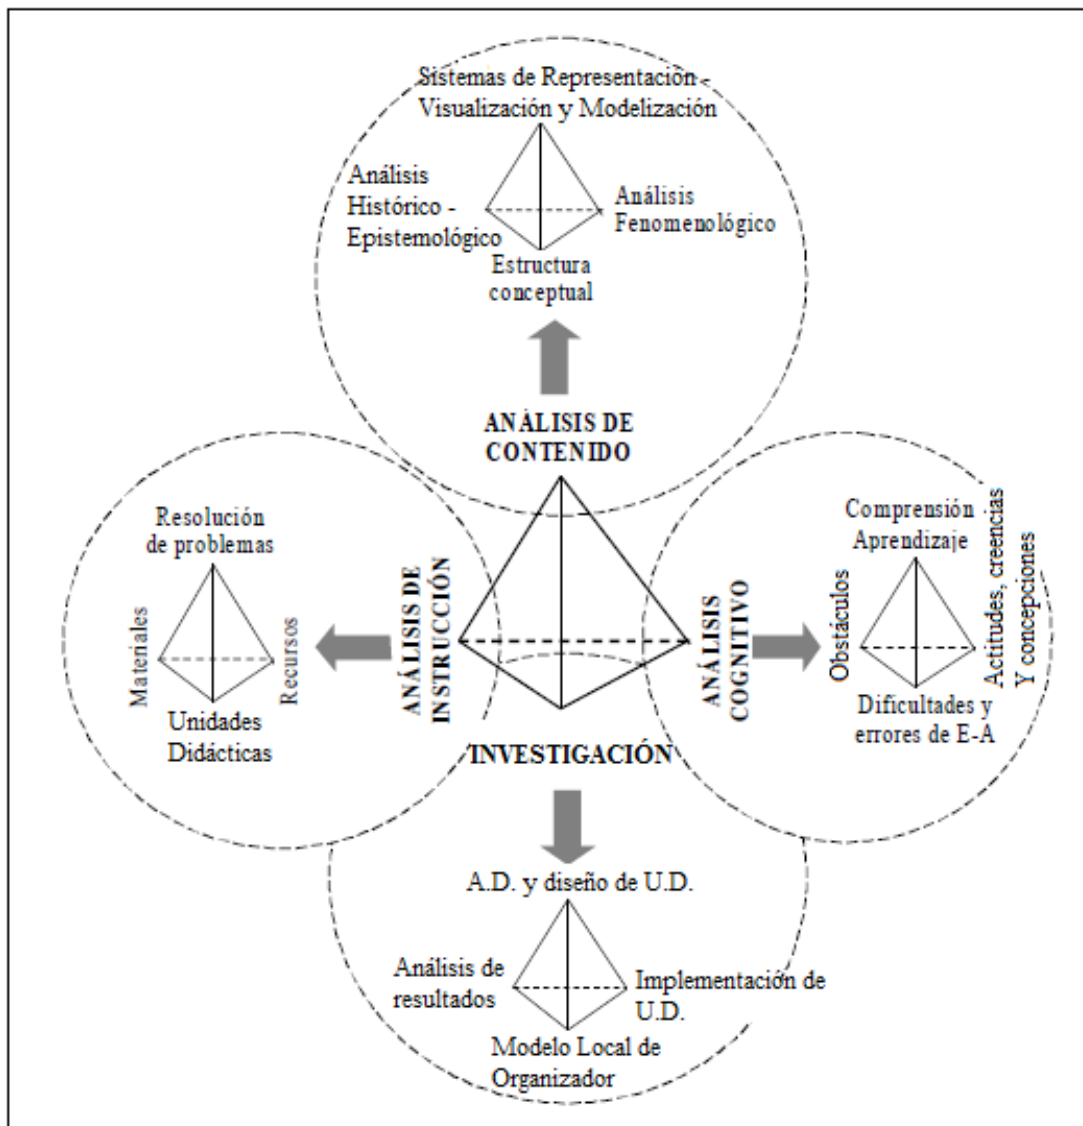 Sistemas de Representación -
Visualización y Modelización
Análisis
Histórico -
Epistemológico
Análisis
Fenomenológico
Estructura
conceptual
ANÁLISIS DE
CONTENIDO
Resolución
de problemas
Materiales
Recursos
Unidades
Didácticas
ANÁLISIS DE
INSTRUCCIÓN
ANÁLISIS
COGNITIVO
Comprensión -
Aprendizaje
Obstáculos
Actitudes, creencias
Y concepciones
Dificultades y
errores de E-A
INVESTIGACIÓN
A.D. y diseño de U.D.
Análisis de
resultados
Implementación de
U.D.
Modelo Local de
Organizador